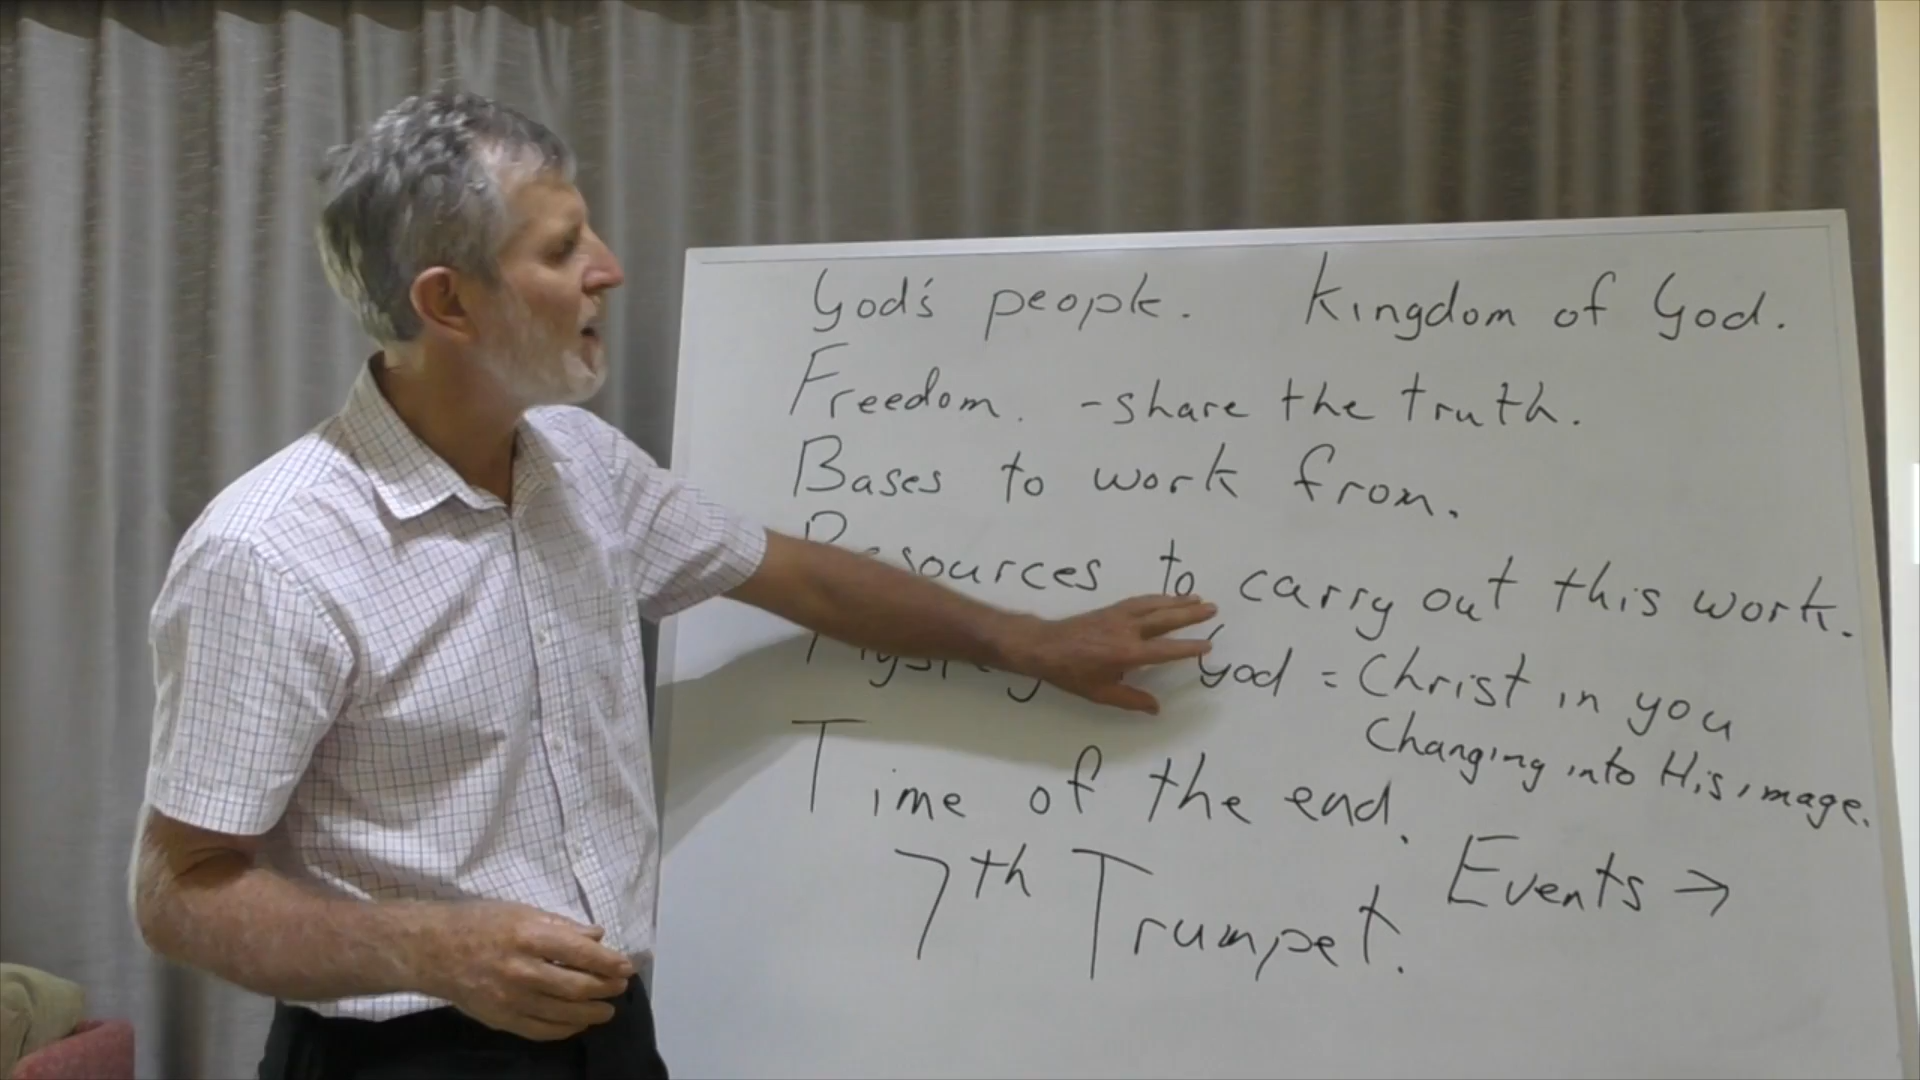 God's people. Kingdom of God.
Freedom. - share the truth.
Bases to work from.
Resources to carry out this work.
God = Christ in you
Changing into His image.
Time of the end.
7th Trumpet. Events →